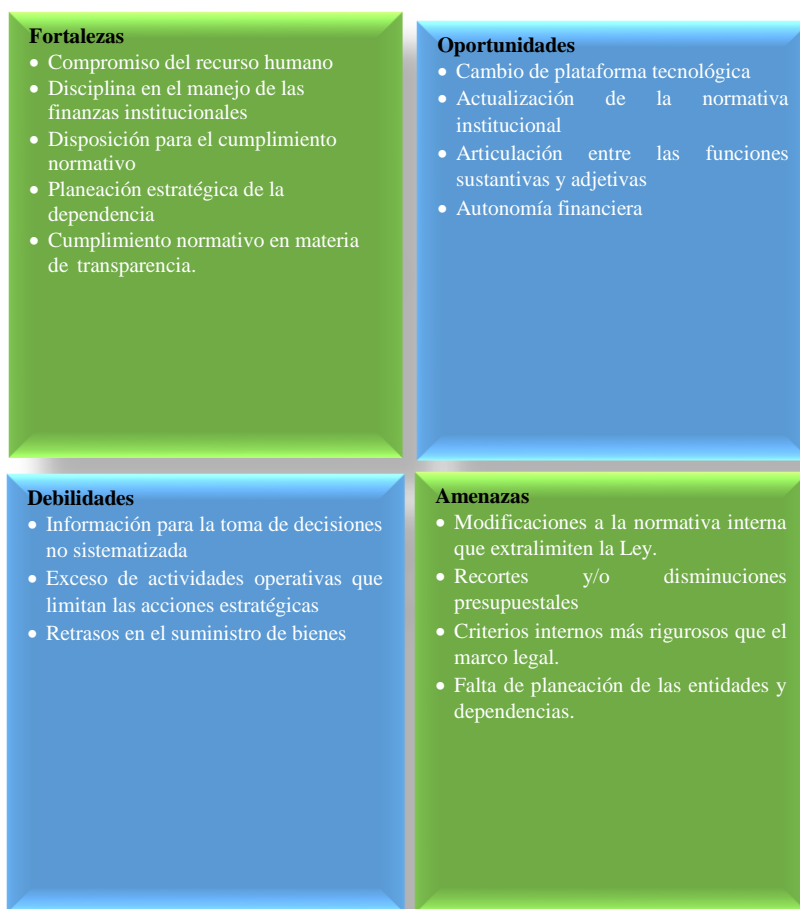 Fortalezas
• Compromiso del recurso humano
• Disciplina en el manejo de las
finanzas institucionales
• Disposición para el cumplimiento
normativo
• Planeación estratégica de la
dependencia
• Cumplimiento normativo en materia
de transparencia.
Oportunidades
• Cambio de plataforma tecnológica
• Actualización de la normativa
institucional
• Articulación entre las funciones
sustantivas y adjetivas
• Autonomía financiera
Debilidades
• Información para la toma de decisiones
no sistematizada
• Exceso de actividades operativas que
limitan las acciones estratégicas
• Retrasos en el suministro de bienes
Amenazas
• Modificaciones a la normativa interna
que extralimiten la Ley.
• Recortes y/o disminuciones
presupuestales
• Criterios internos más rigurosos que el
marco legal.
• Falta de planeación de las entidades y
dependencias.